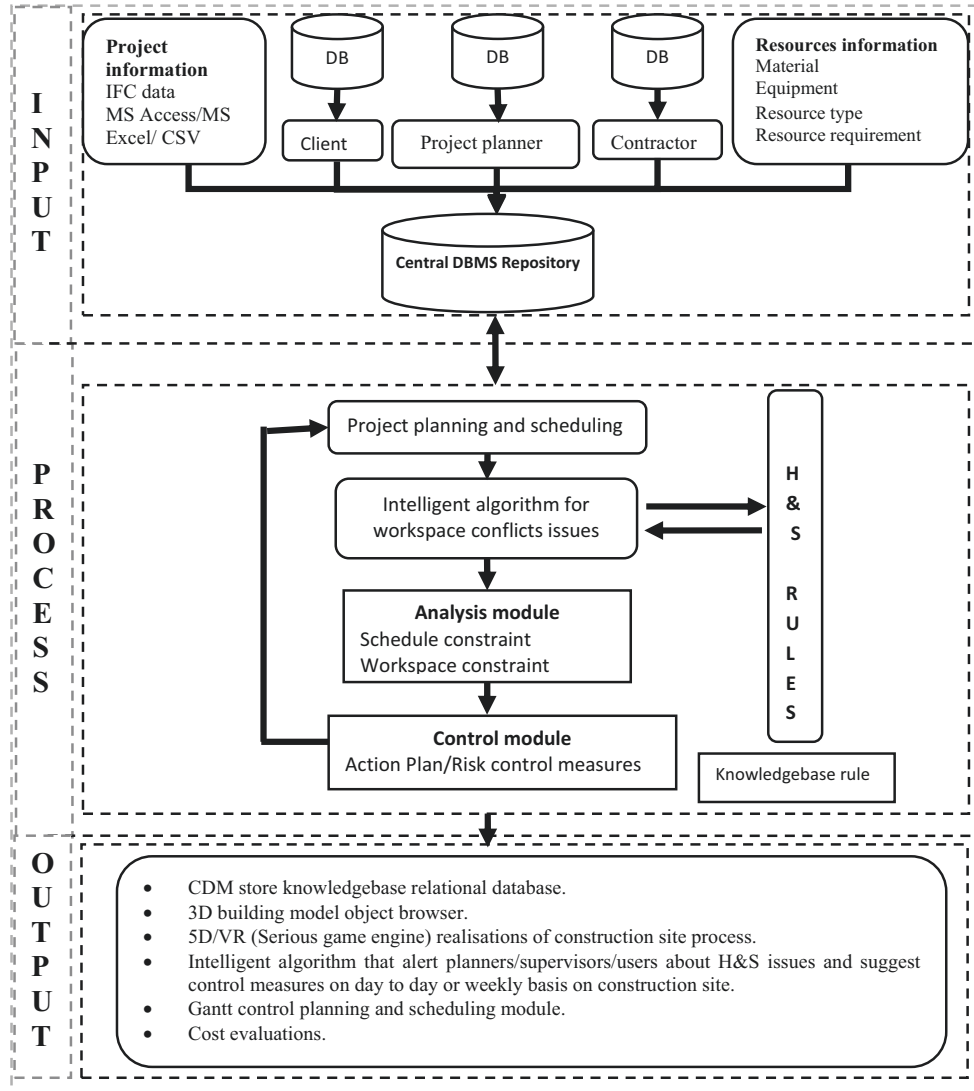 INPUT
Project
information
IFC data
MS Access/MS
Excel/ CSV
DB
DB
DB
Client
Project planner
Contractor
Resources information
Material
Equipment
Resource type
Resource requirement
Central DBMS Repository
PROCESS
Project planning and scheduling
Intelligent algorithm for
workspace conflicts issues
Analysis module
Schedule constraint
Workspace constraint
Control module
Action Plan/Risk control measures
H&S RULES
Knowledgebase rule
OUTPUT
• CDM store knowledgebase relational database.
• 3D building model object browser.
• 5D/VR (Serious game engine) realisations of construction site process.
• Intelligent algorithm that alert planners/supervisors/users about H&S issues and suggest
control measures on day to day or weekly basis on construction site.
• Gantt control planning and scheduling module.
• Cost evaluations.